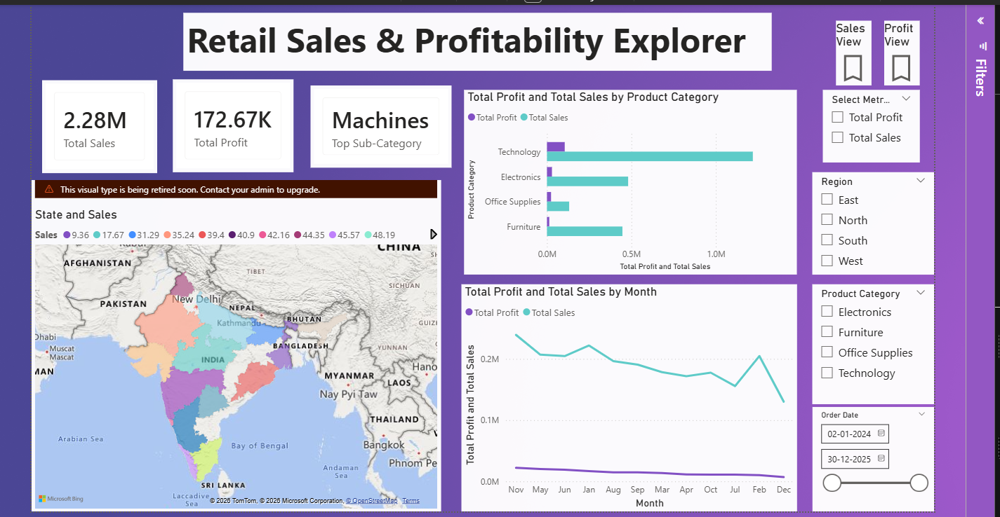 Retail Sales & Profitability Explorer
Sales
View
Profit
View
Filters
2.28M
Total Sales
172.67K
Total Profit
Machines
Top Sub-Category
This visual type is being retired soon. Contact your admin to upgrade.
State and Sales
Sales 9.36 17.67 31.29 35.24 39.4 40.9 42.16 44.35 45.57 48.19
CHINA
AFGHANISTAN
TIBET
SICHUAN
PAKISTAN
New Delhi
NEPAL
Kathmandu
BHUTAN
GUIZ
Dhabi
Muscat
Mascat
MAN
BANGLADESH
YUNNAN
INDIA
Hano
MYANMAR
LAOS
Nay Pyi Taw
THAILAND
Arabian Sea
Bay of Bengal
Bangkok
Andaman
Sea
Phnom Pe
SRI LANKA
Laccadive
Sea
Microsoft Bing
© 2026 TomTom, © 2026 Microsoft Corporation, © OpenStreetMap Terms
Total Profit and Total Sales by Product Category
Total Profit Total Sales
Product Category
Technology
Electronics
Office Supplies
Furniture
0.0M 0.5M 1.0M
Total Profit and Total Sales
Total Profit and Total Sales by Month
Total Profit Total Sales
Total Profit and Total Sales
0.2M
0.1M
0.0M
Nov May Jun Jan Aug Sep Mar Apr Oct Jul Feb Dec
Month
Select Metr...
Total Profit
Total Sales
Region
East
North
South
West
Product Category
Electronics
Furniture
Office Supplies
Technology
Order Date
02-01-2024
30-12-2025